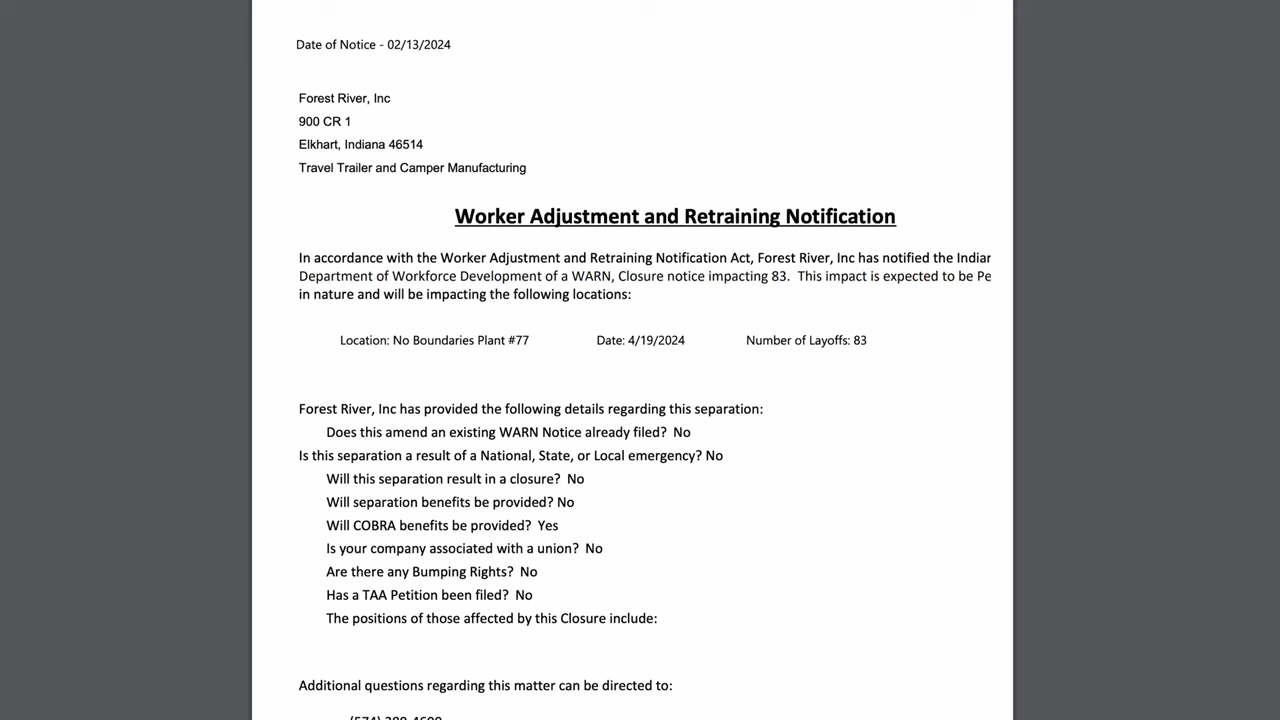 Date of Notice - 02/13/2024
Forest River, Inc
900 CR 1
Elkhart, Indiana 46514
Travel Trailer and Camper Manufacturing
Worker Adjustment and Retraining Notification
In accordance with the Worker Adjustment and Retraining Notification Act, Forest River, Inc has notified the Indiar
Department of Workforce Development of a WARN, Closure notice impacting 83. This impact is expected to be Pe
in nature and will be impacting the following locations:
Location: No Boundaries Plant #77 Date: 4/19/2024 Number of Layoffs: 83
Forest River, Inc has provided the following details regarding this separation:
Does this amend an existing WARN Notice already filed? No
Is this separation a result of a National, State, or Local emergency? No
Will this separation result in a closure? No
Will separation benefits be provided? No
Will COBRA benefits be provided? Yes
Is your company associated with a union? No
Are there any Bumping Rights? No
Has a TAA Petition been filed? No
The positions of those affected by this Closure include:
Additional questions regarding this matter can be directed to: